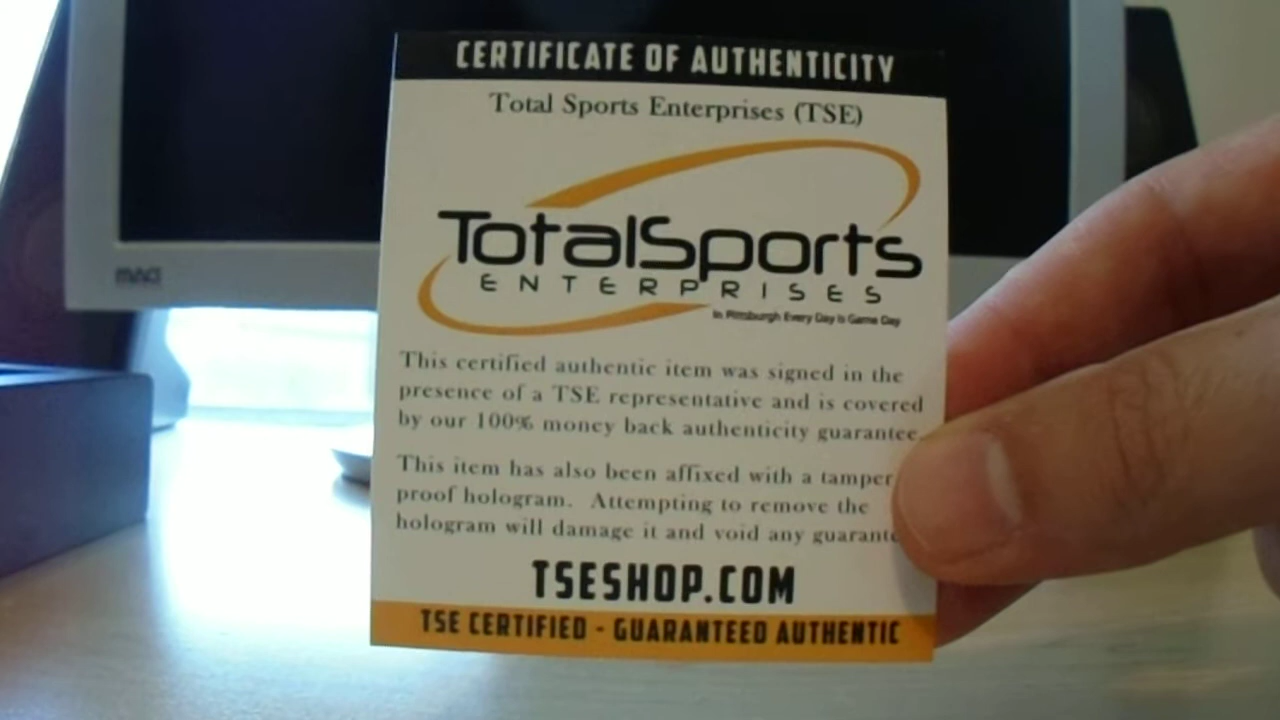 CERTIFICATE OF AUTHENTICITY
Total Sports Enterprises (TSE)
TotalSports
ENTERPRISES
In Pittsburgh Every Day is Game Day
This certified authentic item was signed in the
presence of a TSE representative and is covered
by our 100% money back authenticity guarantee.
This item has also been affixed with a tamper
proof hologram. Attempting to remove the
hologram will damage it and void any guarante
TSESHOP.COM
TSE CERTIFIED - GUARANTEED AUTHENTIC